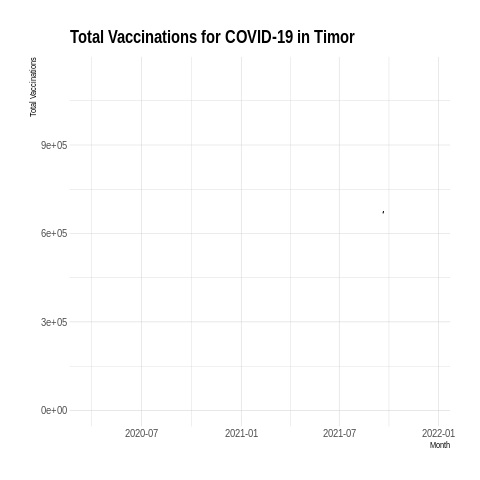 Total Vaccinations for COVID-19 in Timor
Total Vaccinations
9e+05
6e+05
3e+05
0e+00
2020-07 2021-01 2021-07 2022-01
Month